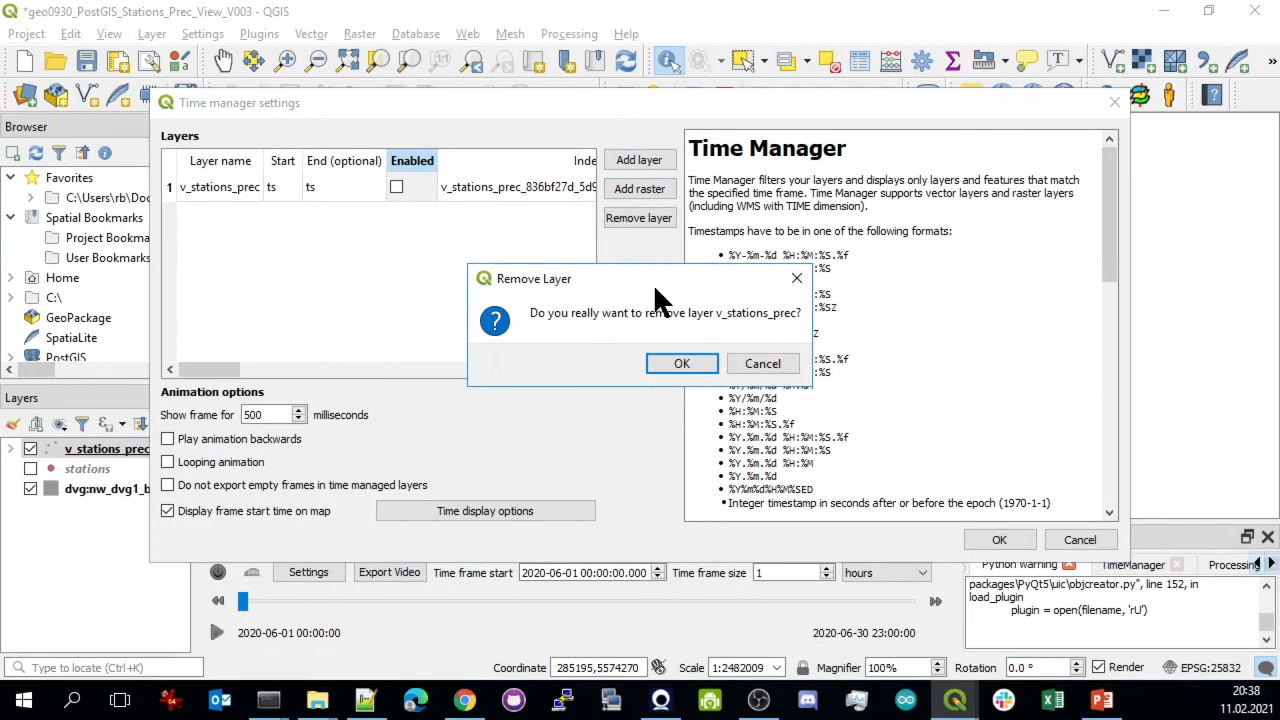 *geo0930_PostGIS_Stations_Prec_View_V003 - QGIS
Project Edit View Layer Settings Plugins Vector Raster Database Web Mesh Processing Help
Time manager settings
Browser
Favorites
C:\Users\rb\Doc
Spatial Bookmarks
Project Bookma
User Bookmarks
Home
C:\
GeoPackage
SpatiaLite
PostGIS
Layers
v_stations_prec
stations
dvg:nw_dvg1_b
Layers
Layer name Start End (optional) Enabled Inde
1 v_stations_prec ts ts v_stations_prec_836bf27d_5d9
Add layer
Add raster
Remove layer
Time Manager
Time Manager filters your layers and displays only layers and features that match
the specified time frame. Time Manager supports vector layers and raster layers
(including WMS with TIME dimension).
Timestamps have to be in one of the following formats:
• %Y-%m-%d %H:%M:%S.%f
:%S
:%S
:%SZ
Z
:%S.%f
:%S
• %Y/%m/%d
• %H:%M:%S
• %H:%M:%S.%f
• %Y.%m.%d %H:%M:%S.%f
• %Y.%m.%d %H:%M:%S
• %Y.%m.%d %H:%M
• %Y.%m.%d
• %Y%m%d%H%M%SED
• Integer timestamp in seconds after or before the epoch (1970-1-1)
Remove Layer
Do you really want to remove layer v_stations_prec?
OK Cancel
Animation options
Show frame for 500 milliseconds
Play animation backwards
Looping animation
Do not export empty frames in time managed layers
Display frame start time on map Time display options
OK Cancel
Settings Export Video Time frame start 2020-06-01 00:00:00.000 Time frame size 1 hours
2020-06-01 00:00:00 2020-06-30 23:00:00
Python warning TimeManager Processing
packages\PyQt5\uic\objcreator.py", line 152, in
load_plugin
plugin = open(filename, 'rU')
Type to locate (Ctrl+K) Coordinate 285195,5574270 Scale 1:2482009 Magnifier 100% Rotation 0.0 ° Render EPSG:25832
20:38
11.02.2021